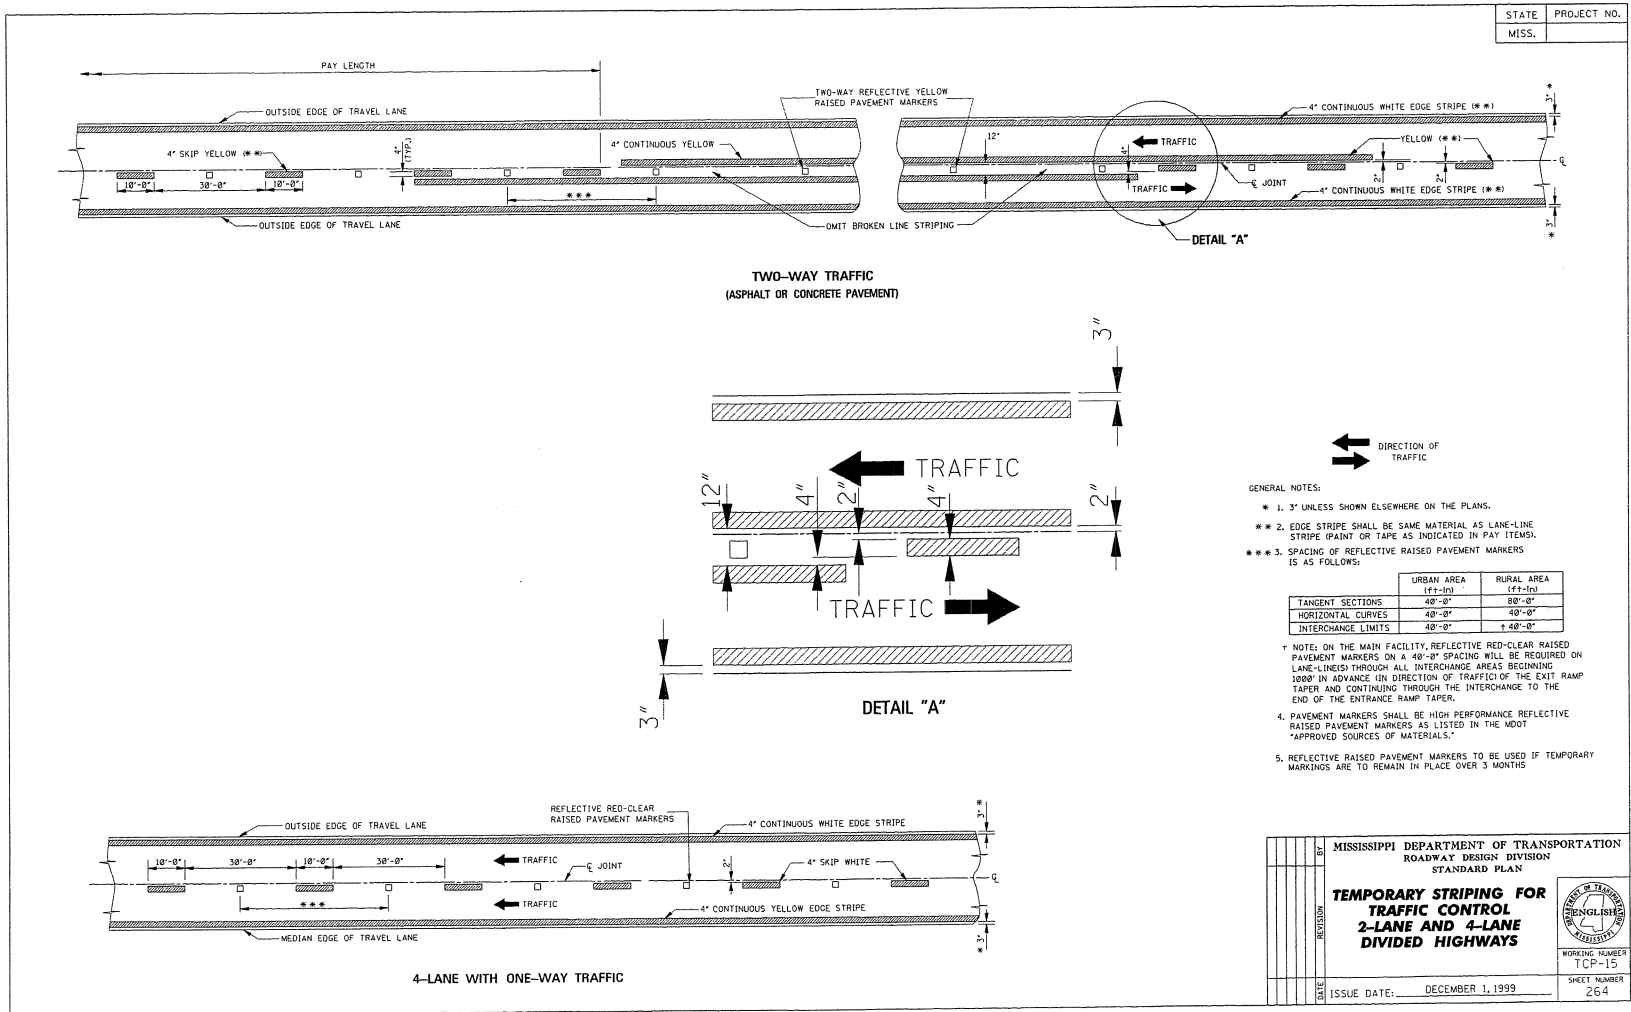 STATE PROJECT NO.
MISS.
PAY LENGTH
OUTSIDE EDGE OF TRAVEL LANE
TWO-WAY REFLECTIVE YELLOW
RAISED PAVEMENT MARKERS
4" CONTINUOUS WHITE EDGE STRIPE (**)
3" *
4" SKIP YELLOW (**)
4"
(TYP.)
4" CONTINUOUS YELLOW
12"
4"
TRAFFIC
YELLOW (**)
10'-0" 30'-0" 10'-0"
***
TRAFFIC
℄ JOINT
2"
2"
℄
4" CONTINUOUS WHITE EDGE STRIPE (**)
OUTSIDE EDGE OF TRAVEL LANE
OMIT BROKEN LINE STRIPING
DETAIL "A"
* 3"
TWO-WAY TRAFFIC
(ASPHALT OR CONCRETE PAVEMENT)
3"
TRAFFIC
12"
4"
2"
4"
2"
TRAFFIC
3"
DETAIL "A"
DIRECTION OF
TRAFFIC
GENERAL NOTES:
* 1. 3" UNLESS SHOWN ELSEWHERE ON THE PLANS.
** 2. EDGE STRIPE SHALL BE SAME MATERIAL AS LANE-LINE
STRIPE (PAINT OR TAPE AS INDICATED IN PAY ITEMS).
*** 3. SPACING OF REFLECTIVE RAISED PAVEMENT MARKERS
IS AS FOLLOWS:
URBAN AREA (ft-in) RURAL AREA (ft-in)
TANGENT SECTIONS 40'-0" 80'-0"
HORIZONTAL CURVES 40'-0" 40'-0"
INTERCHANGE LIMITS 40'-0" † 40'-0"
† NOTE: ON THE MAIN FACILITY, REFLECTIVE RED-CLEAR RAISED
PAVEMENT MARKERS ON A 40'-0" SPACING WILL BE REQUIRED ON
LANE-LINE(S) THROUGH ALL INTERCHANGE AREAS BEGINNING
1000' IN ADVANCE (IN DIRECTION OF TRAFFIC) OF THE EXIT RAMP
TAPER AND CONTINUING THROUGH THE INTERCHANGE TO THE
END OF THE ENTRANCE RAMP TAPER.
4. PAVEMENT MARKERS SHALL BE HIGH PERFORMANCE REFLECTIVE
RAISED PAVEMENT MARKERS AS LISTED IN THE MDOT
"APPROVED SOURCES OF MATERIALS."
5. REFLECTIVE RAISED PAVEMENT MARKERS TO BE USED IF TEMPORARY
MARKINGS ARE TO REMAIN IN PLACE OVER 3 MONTHS
OUTSIDE EDGE OF TRAVEL LANE
REFLECTIVE RED-CLEAR
RAISED PAVEMENT MARKERS
4" CONTINUOUS WHITE EDGE STRIPE
3" *
10'-0" 30'-0" 10'-0" 30'-0"
TRAFFIC
℄ JOINT
2"
4" SKIP WHITE
℄
***
TRAFFIC
4" CONTINUOUS YELLOW EDGE STRIPE
MEDIAN EDGE OF TRAVEL LANE
* 3"
4-LANE WITH ONE-WAY TRAFFIC
BY
REVISION
DATE
MISSISSIPPI DEPARTMENT OF TRANSPORTATION
ROADWAY DESIGN DIVISION
STANDARD PLAN
TEMPORARY STRIPING FOR
TRAFFIC CONTROL
2-LANE AND 4-LANE
DIVIDED HIGHWAYS
DEPARTMENT OF TRANSPORTATION
ENGLISH
MISSISSIPPI
WORKING NUMBER
TCP-15
SHEET NUMBER
264
ISSUE DATE: DECEMBER 1, 1999